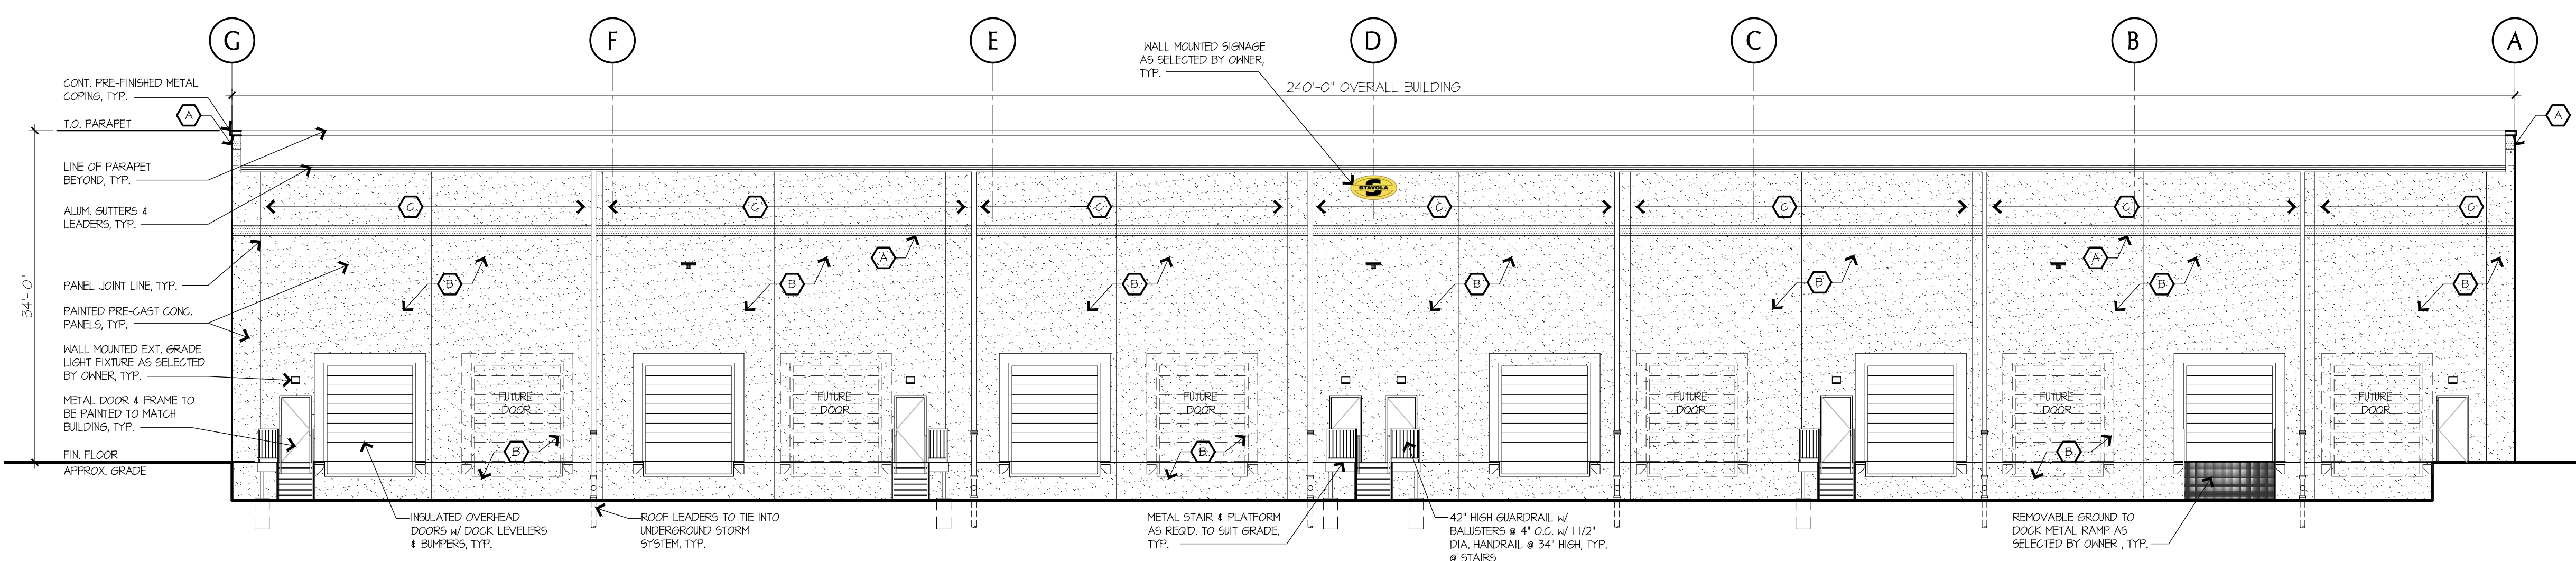 G F E D C B A
WALL MOUNTED SIGNAGE
AS SELECTED BY OWNER,
TYP.
240'-0" OVERALL BUILDING
CONT. PRE-FINISHED METAL
COPING, TYP.
A
A
T.O. PARAPET
LINE OF PARAPET
BEYOND, TYP.
ALUM. GUTTERS &
LEADERS, TYP.
S
STAVOLA
C C C C C C C
34'-10"
PANEL JOINT LINE, TYP.
A
A
B B B B B B B
PAINTED PRE-CAST CONC.
PANELS, TYP.
WALL MOUNTED EXT. GRADE
LIGHT FIXTURE AS SELECTED
BY OWNER, TYP.
METAL DOOR & FRAME TO
BE PAINTED TO MATCH
BUILDING, TYP.
FUTURE
DOOR
FUTURE
DOOR
FUTURE
DOOR
FUTURE
DOOR
FUTURE
DOOR
FUTURE
DOOR
B B B
FIN. FLOOR
APPROX. GRADE
INSULATED OVERHEAD
DOORS W/ DOCK LEVELERS
& BUMPERS, TYP.
ROOF LEADERS TO TIE INTO
UNDERGROUND STORM
SYSTEM, TYP.
METAL STAIR & PLATFORM
AS REQ'D. TO SUIT GRADE,
TYP.
42" HIGH GUARDRAIL W/
BALUSTERS @ 4" O.C. W/ 1 1/2"
DIA. HANDRAIL @ 34" HIGH, TYP.
@ STAIRS
REMOVABLE GROUND TO
DOCK METAL RAMP AS
SELECTED BY OWNER , TYP.